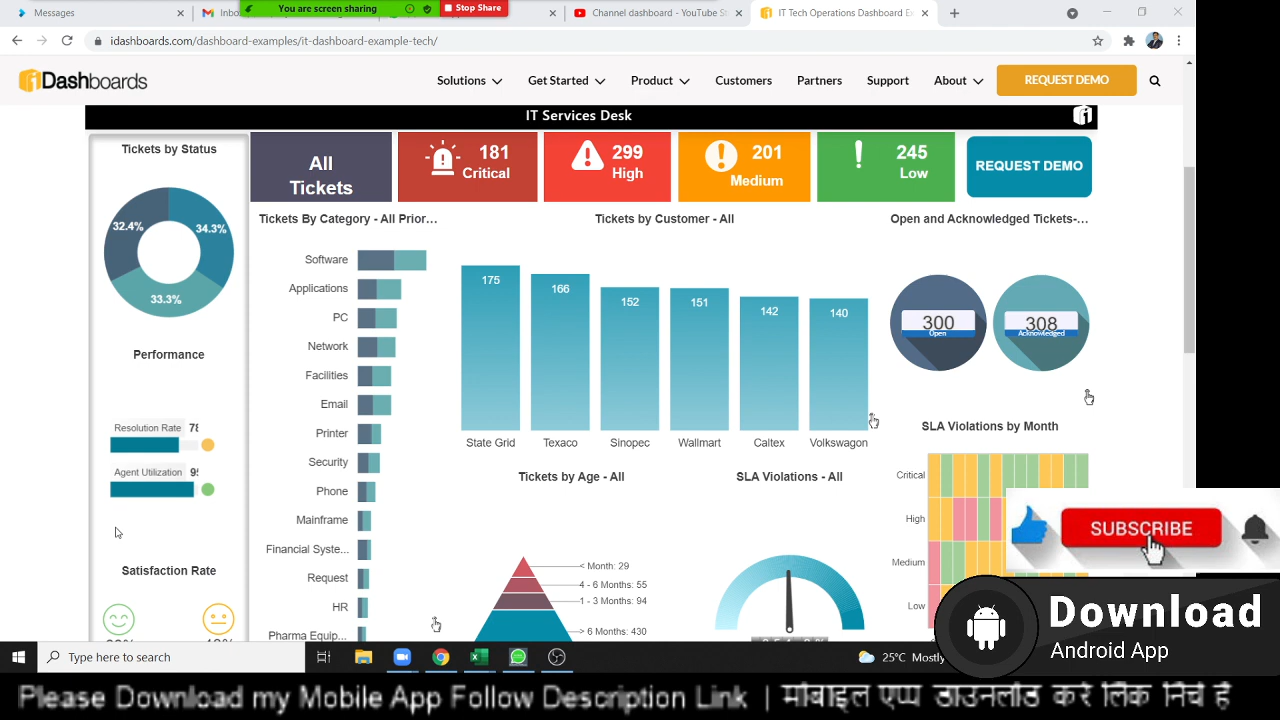 Messages
You are screen sharing
Stop Share
Channel dashboard - YouTube St
IT Tech Operations Dashboard Ex
idashboards.com/dashboard-examples/it-dashboard-example-tech/
iDashboards
Solutions
Get Started
Product
Customers
Partners
Support
About
REQUEST DEMO
IT Services Desk
Tickets by Status
32.4%
34.3%
33.3%
Performance
Resolution Rate
Agent Utilization
Satisfaction Rate
All
Tickets
181
Critical
299
High
201
Medium
245
Low
REQUEST DEMO
Tickets By Category - All Prior...
Software
Applications
PC
Network
Facilities
Email
Printer
Security
Phone
Mainframe
Financial Syste...
Request
HR
Pharma Equip...
Tickets by Customer - All
175
166
152
151
142
140
State Grid
Texaco
Sinopec
Wallmart
Caltex
Volkswagon
Tickets by Age - All
< Month: 29
4 - 6 Months: 55
1 - 3 Months: 94
> 6 Months: 430
SLA Violations - All
Open and Acknowledged Tickets-...
300
Open
308
Acknowledged
SLA Violations by Month
Critical
High
Medium
Low
SUBSCRIBE
Download
Android App
Type here to search
25°C Mostly
Please Download my Mobile App Follow Description Link | मोबाइल एप्प डाउनलोड करे लिंक निचे है